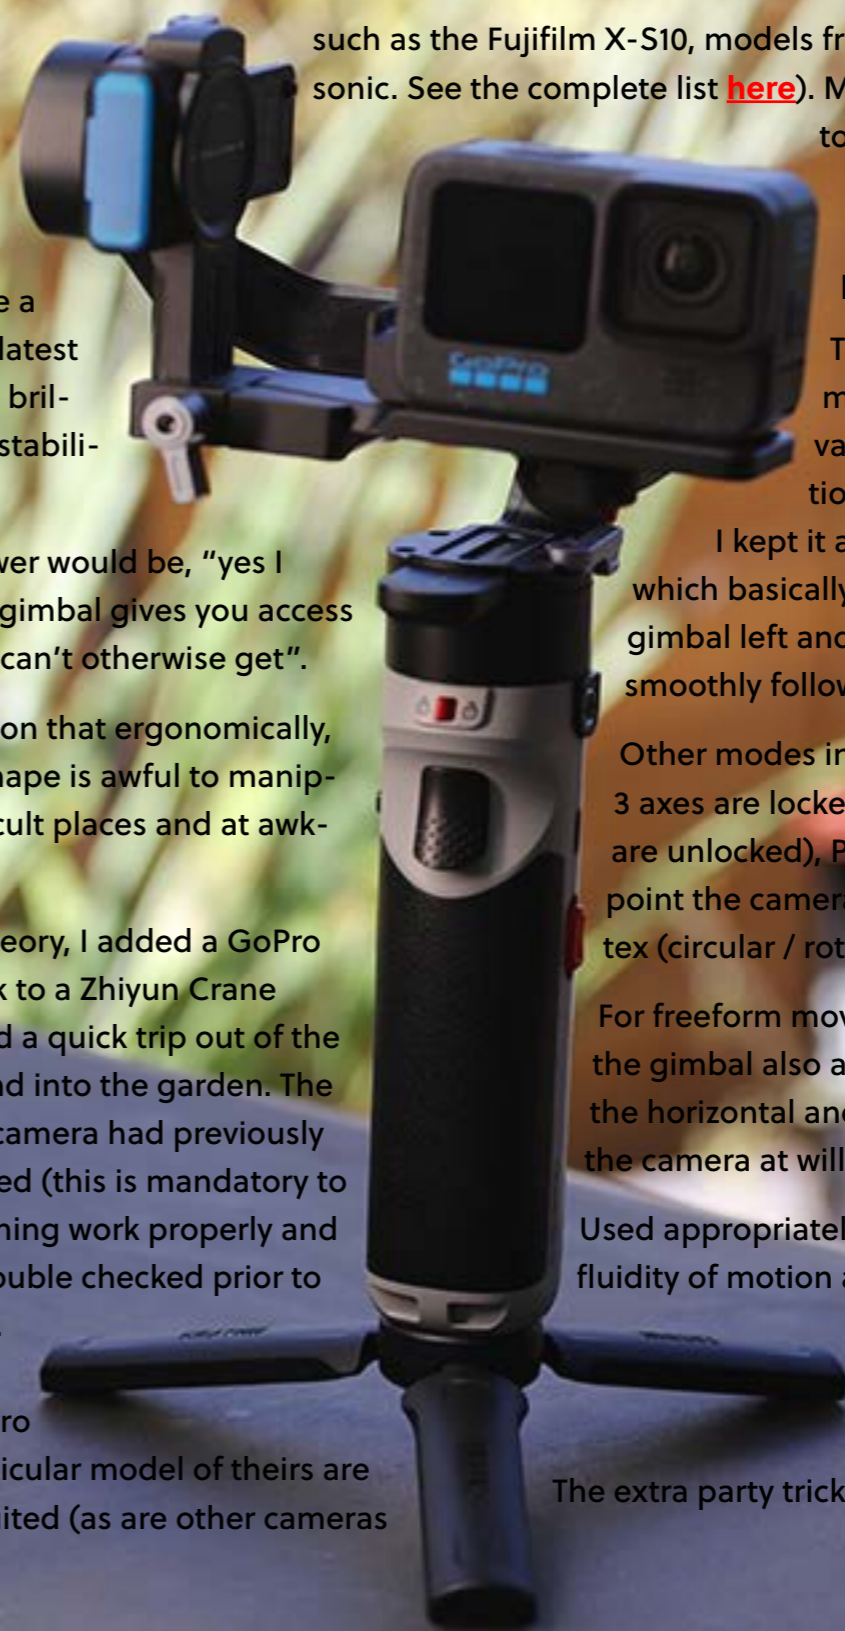 e a
latest
bril-
stabili-
wer would be, “yes I
gimbal gives you access
can’t otherwise get”.
on that ergonomically,
hape is awful to manip-
cult places and at awk-
eory, I added a GoPro
k to a Zhiyun Crane
d a quick trip out of the
nd into the garden. The
camera had previously
ed (this is mandatory to
hing work properly and
ouble checked prior to
ro
icular model of theirs are
ited (as are other cameras
such as the Fujifilm X-S10, models fr
sonic. See the complete list here). M
to
T
m
va
tio
I kept it a
which basically
gimbal left and
smoothly follow
Other modes in
3 axes are locke
are unlocked), P
point the camera
tex (circular / rot
For freeform mov
the gimbal also a
the horizontal and
the camera at will
Used appropriatel
fluidity of motion a
The extra party trick
GoPro